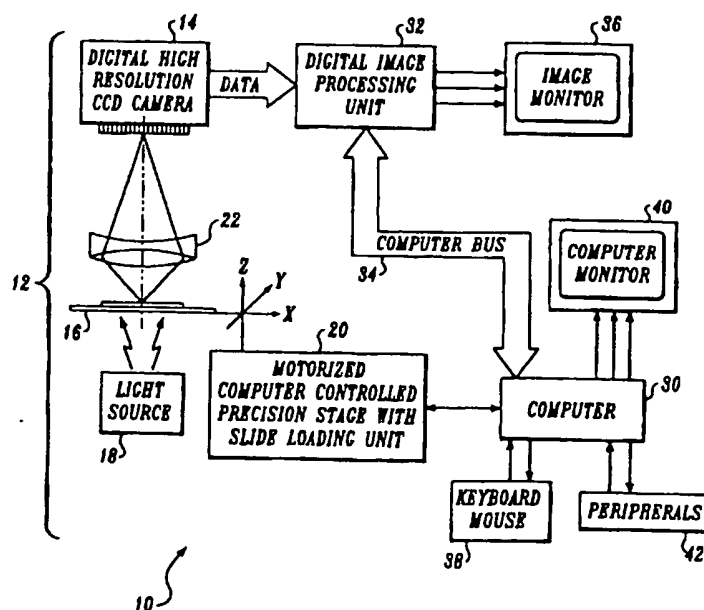 14
DIGITAL HIGH
RESOLUTION
CCD CAMERA
DATA
32
DIGITAL IMAGE
PROCESSING
UNIT
36
IMAGE
MONITOR
22
12
Z
Y
X
16
COMPUTER BUS
34
40
COMPUTER
MONITOR
LIGHT
SOURCE
18
20
MOTORIZED
COMPUTER CONTROLLED
PRECISION STAGE WITH
SLIDE LOADING UNIT
COMPUTER
30
KEYBOARD
MOUSE
38
PERIPRERALS
42
10